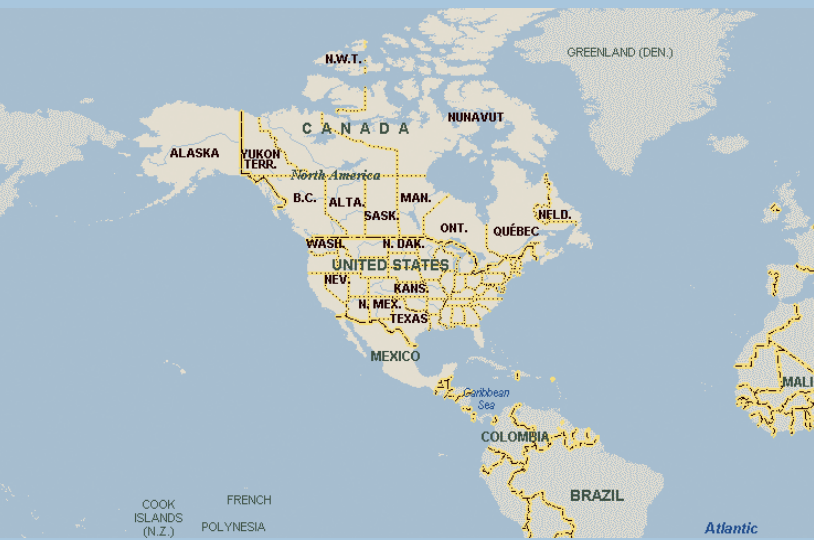 GREENLAND (DEN.)
N.W.T.
NUNAVUT
CANADA
ALASKA
YUKON
TERR.
North America
B.C.
ALTA.
SASK.
MAN.
ONT.
QUÉBEC
NFLD.
WASH.
N. DAK.
UNITED STATES
NEV.
KANS.
N. MEX.
TEXAS
MEXICO
Caribbean
Sea
MALI
COLOMBIA
BRAZIL
COOK
ISLANDS
(N.Z.)
FRENCH
POLYNESIA
Atlantic